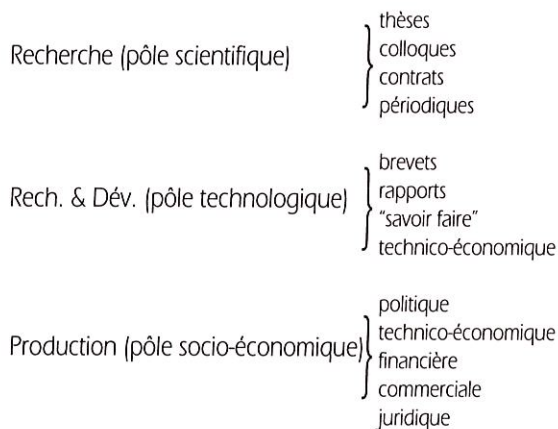 Recherche (pôle scientifique)
thèses
colloques
contrats
périodiques
Rech. & Dév. (pôle technologique)
brevets
rapports
"savoir faire"
technico-économique
Production (pôle socio-économique)
politique
technico-économique
financière
commerciale
juridique